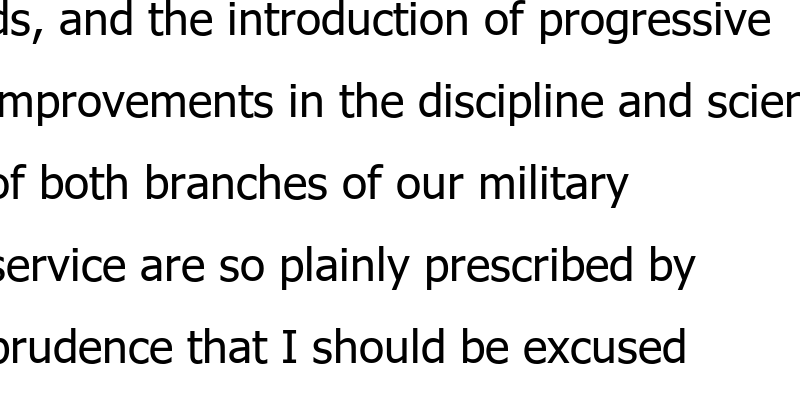 ds, and the introduction of progressive
mprovements in the discipline and scien
of both branches of our military
service are so plainly prescribed by
prudence that I should be excused